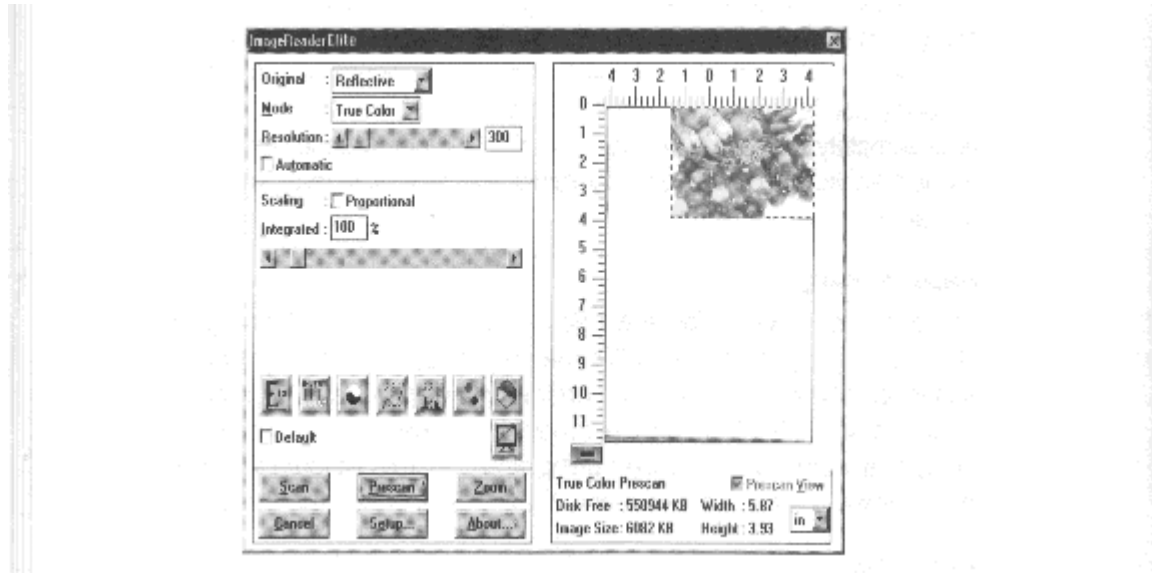 ImageReader Elite
Original : Reflective
Mode : True Color
Resolution : 300
Automatic
Scaling : Proportional
Integrated : 100 %
Default
Scan Prescan Zoom
Cancel Setup... About...
4 3 2 1 0 1 2 3 4
0
1
2
3
4
5
6
7
8
9
10
11
True Color Prescan Prescan View
Disk Free : 550944 KB Width : 5.87
Image Size: 6082 KB Height : 3.93 in